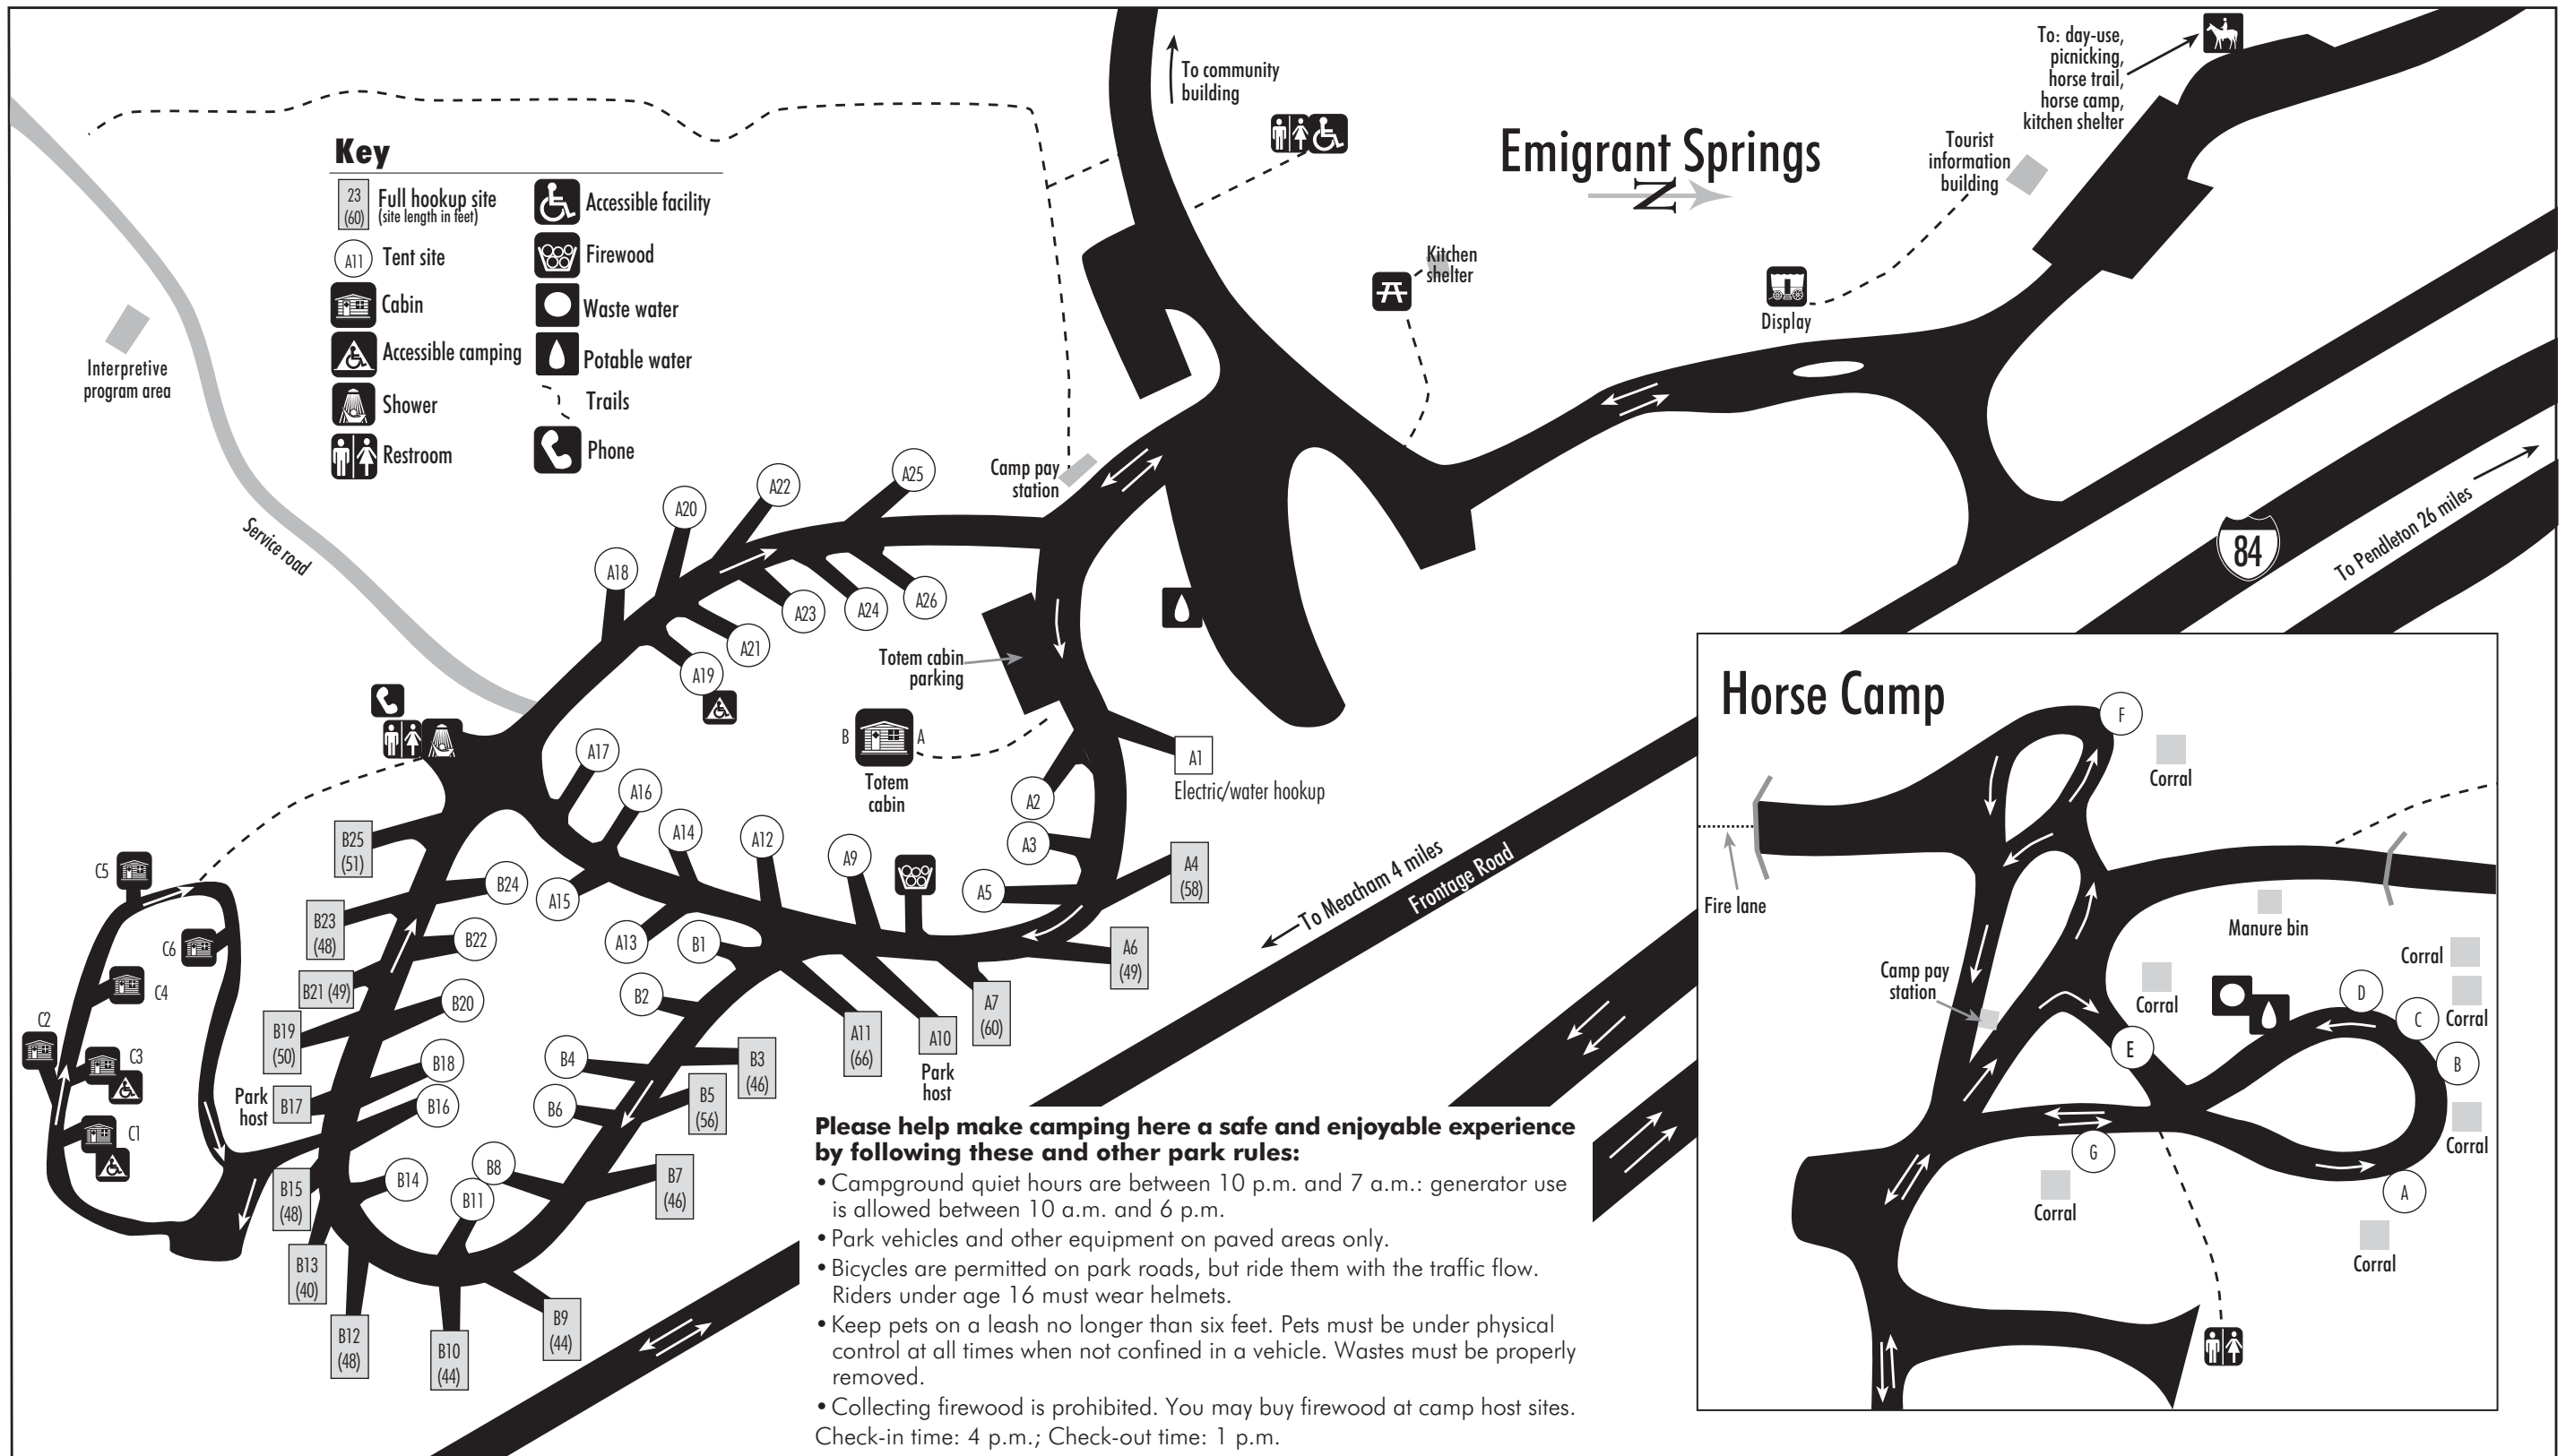 To community
building
To: day-use,
picnicking,
horse trail,
horse camp,
kitchen shelter
Emigrant Springs
N
Tourist
information
building
Kitchen
shelter
Display
Key
23
(60)
Full hookup site
(site length in feet)
A11
Tent site
Cabin
Accessible camping
Shower
Restroom
Accessible facility
Firewood
Waste water
Potable water
Trails
Phone
Interpretive
program area
Service road
Camp pay
station
84
To Pendleton 26 miles
A25
A22
A20
A18
A26
A24
A23
A21
A19
Totem cabin
parking
B
A
Totem
cabin
A1
Electric/water hookup
A2
A3
A4
(58)
A5
A6
(49)
A7
(60)
A9
A10
Park
host
A11
(66)
A12
A13
A14
A15
A16
A17
To Meacham 4 miles
Frontage Road
B1
B2
B3
(46)
B4
B5
(56)
B6
B7
(46)
B8
B11
B9
(44)
B10
(44)
B12
(48)
B13
(40)
B14
B15
(48)
B16
Park
host
B17
B18
B19
(50)
B20
B21 (49)
B22
B23
(48)
B24
B25
(51)
C5
C6
C4
C2
C3
C1
Please help make camping here a safe and enjoyable experience
by following these and other park rules:
• Campground quiet hours are between 10 p.m. and 7 a.m.: generator use
is allowed between 10 a.m. and 6 p.m.
• Park vehicles and other equipment on paved areas only.
• Bicycles are permitted on park roads, but ride them with the traffic flow.
Riders under age 16 must wear helmets.
• Keep pets on a leash no longer than six feet. Pets must be under physical
control at all times when not confined in a vehicle. Wastes must be properly
removed.
• Collecting firewood is prohibited. You may buy firewood at camp host sites.
Check-in time: 4 p.m.; Check-out time: 1 p.m.
Horse Camp
F
Corral
Fire lane
Manure bin
Corral
Camp pay
station
Corral
D
C
Corral
E
B
Corral
G
A
Corral
Corral